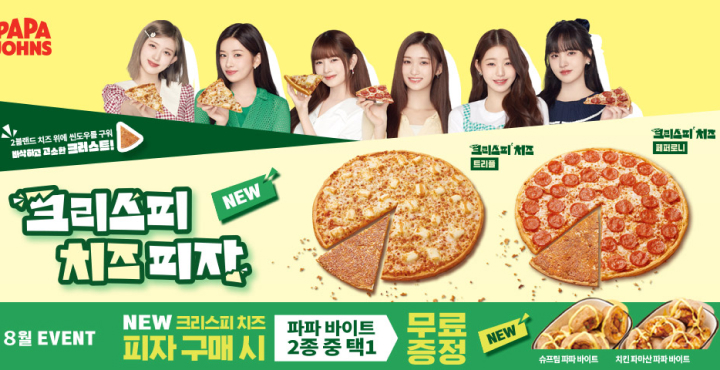 PAPA
JOHNS
2블랜드 치즈 위에 씬도우를 구워
바삭하고 고소한 크러스트!
크리스피
치즈 피자
NEW
크리스피 치즈
트리플
크리스피 치즈
페퍼로니
8월 EVENT
NEW 크리스피 치즈
피자 구매 시
파파 바이트
2종 중 택1
무료
증정
NEW
슈프림 파파 바이트
치킨 파마산 파파 바이트